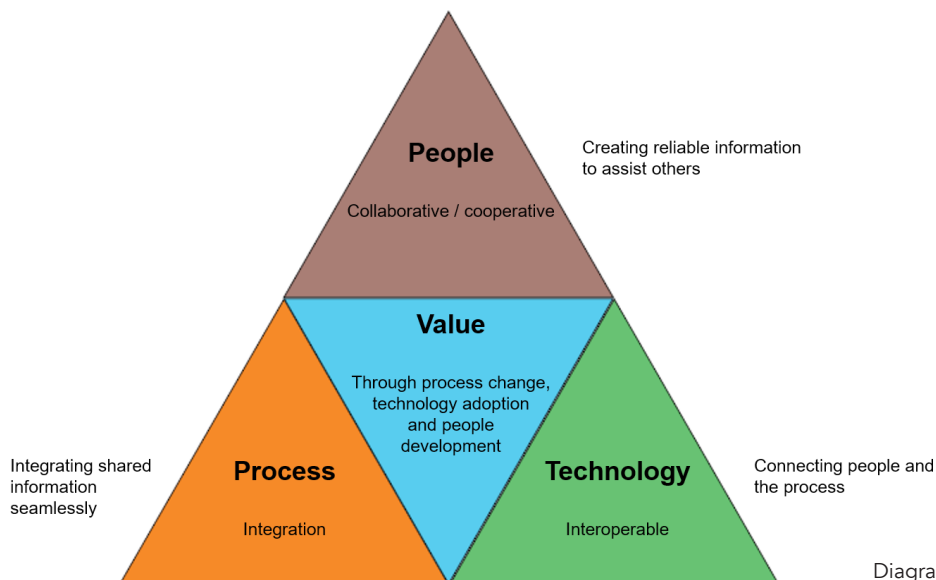 People
Collaborative / cooperative
Creating reliable information
to assist others
Value
Through process change,
technology adoption
and people
development
Integrating shared
information
seamlessly
Process
Integration
Technology
Interoperable
Connecting people and
the process
Diagra